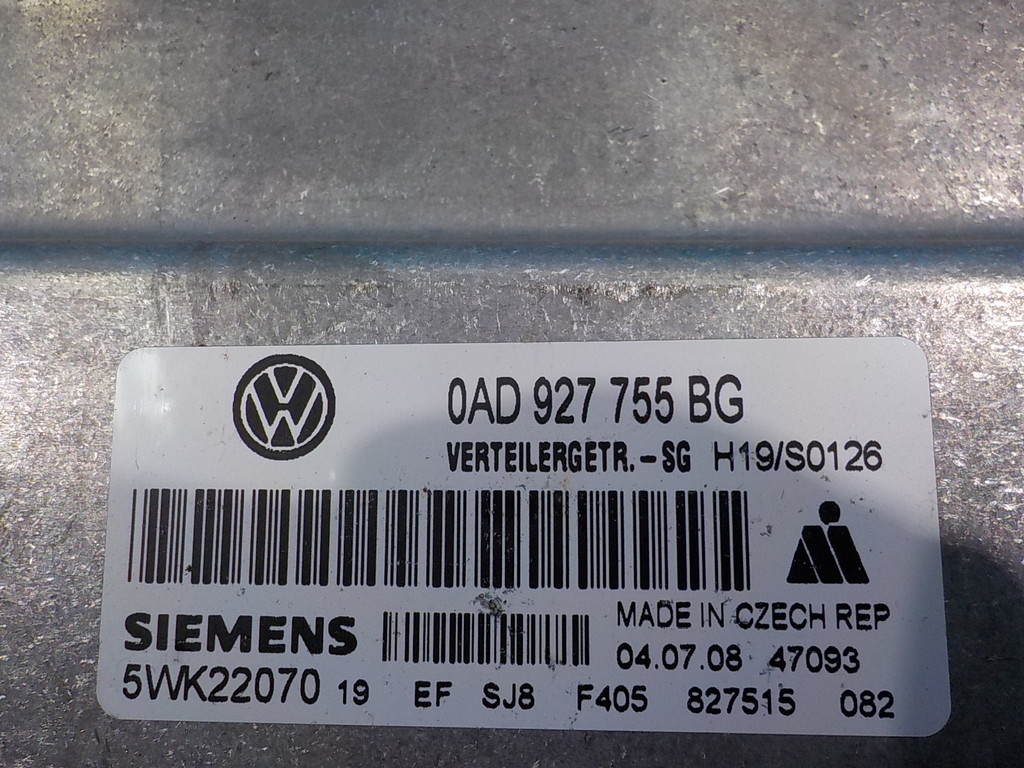 0AD 927 755 BG
VERTEILERGETR.-SG H19/S0126
SIEMENS
MADE IN CZECH REP
04.07.08 47093
5WK22070 19 EF SJ8 F405 827515 082